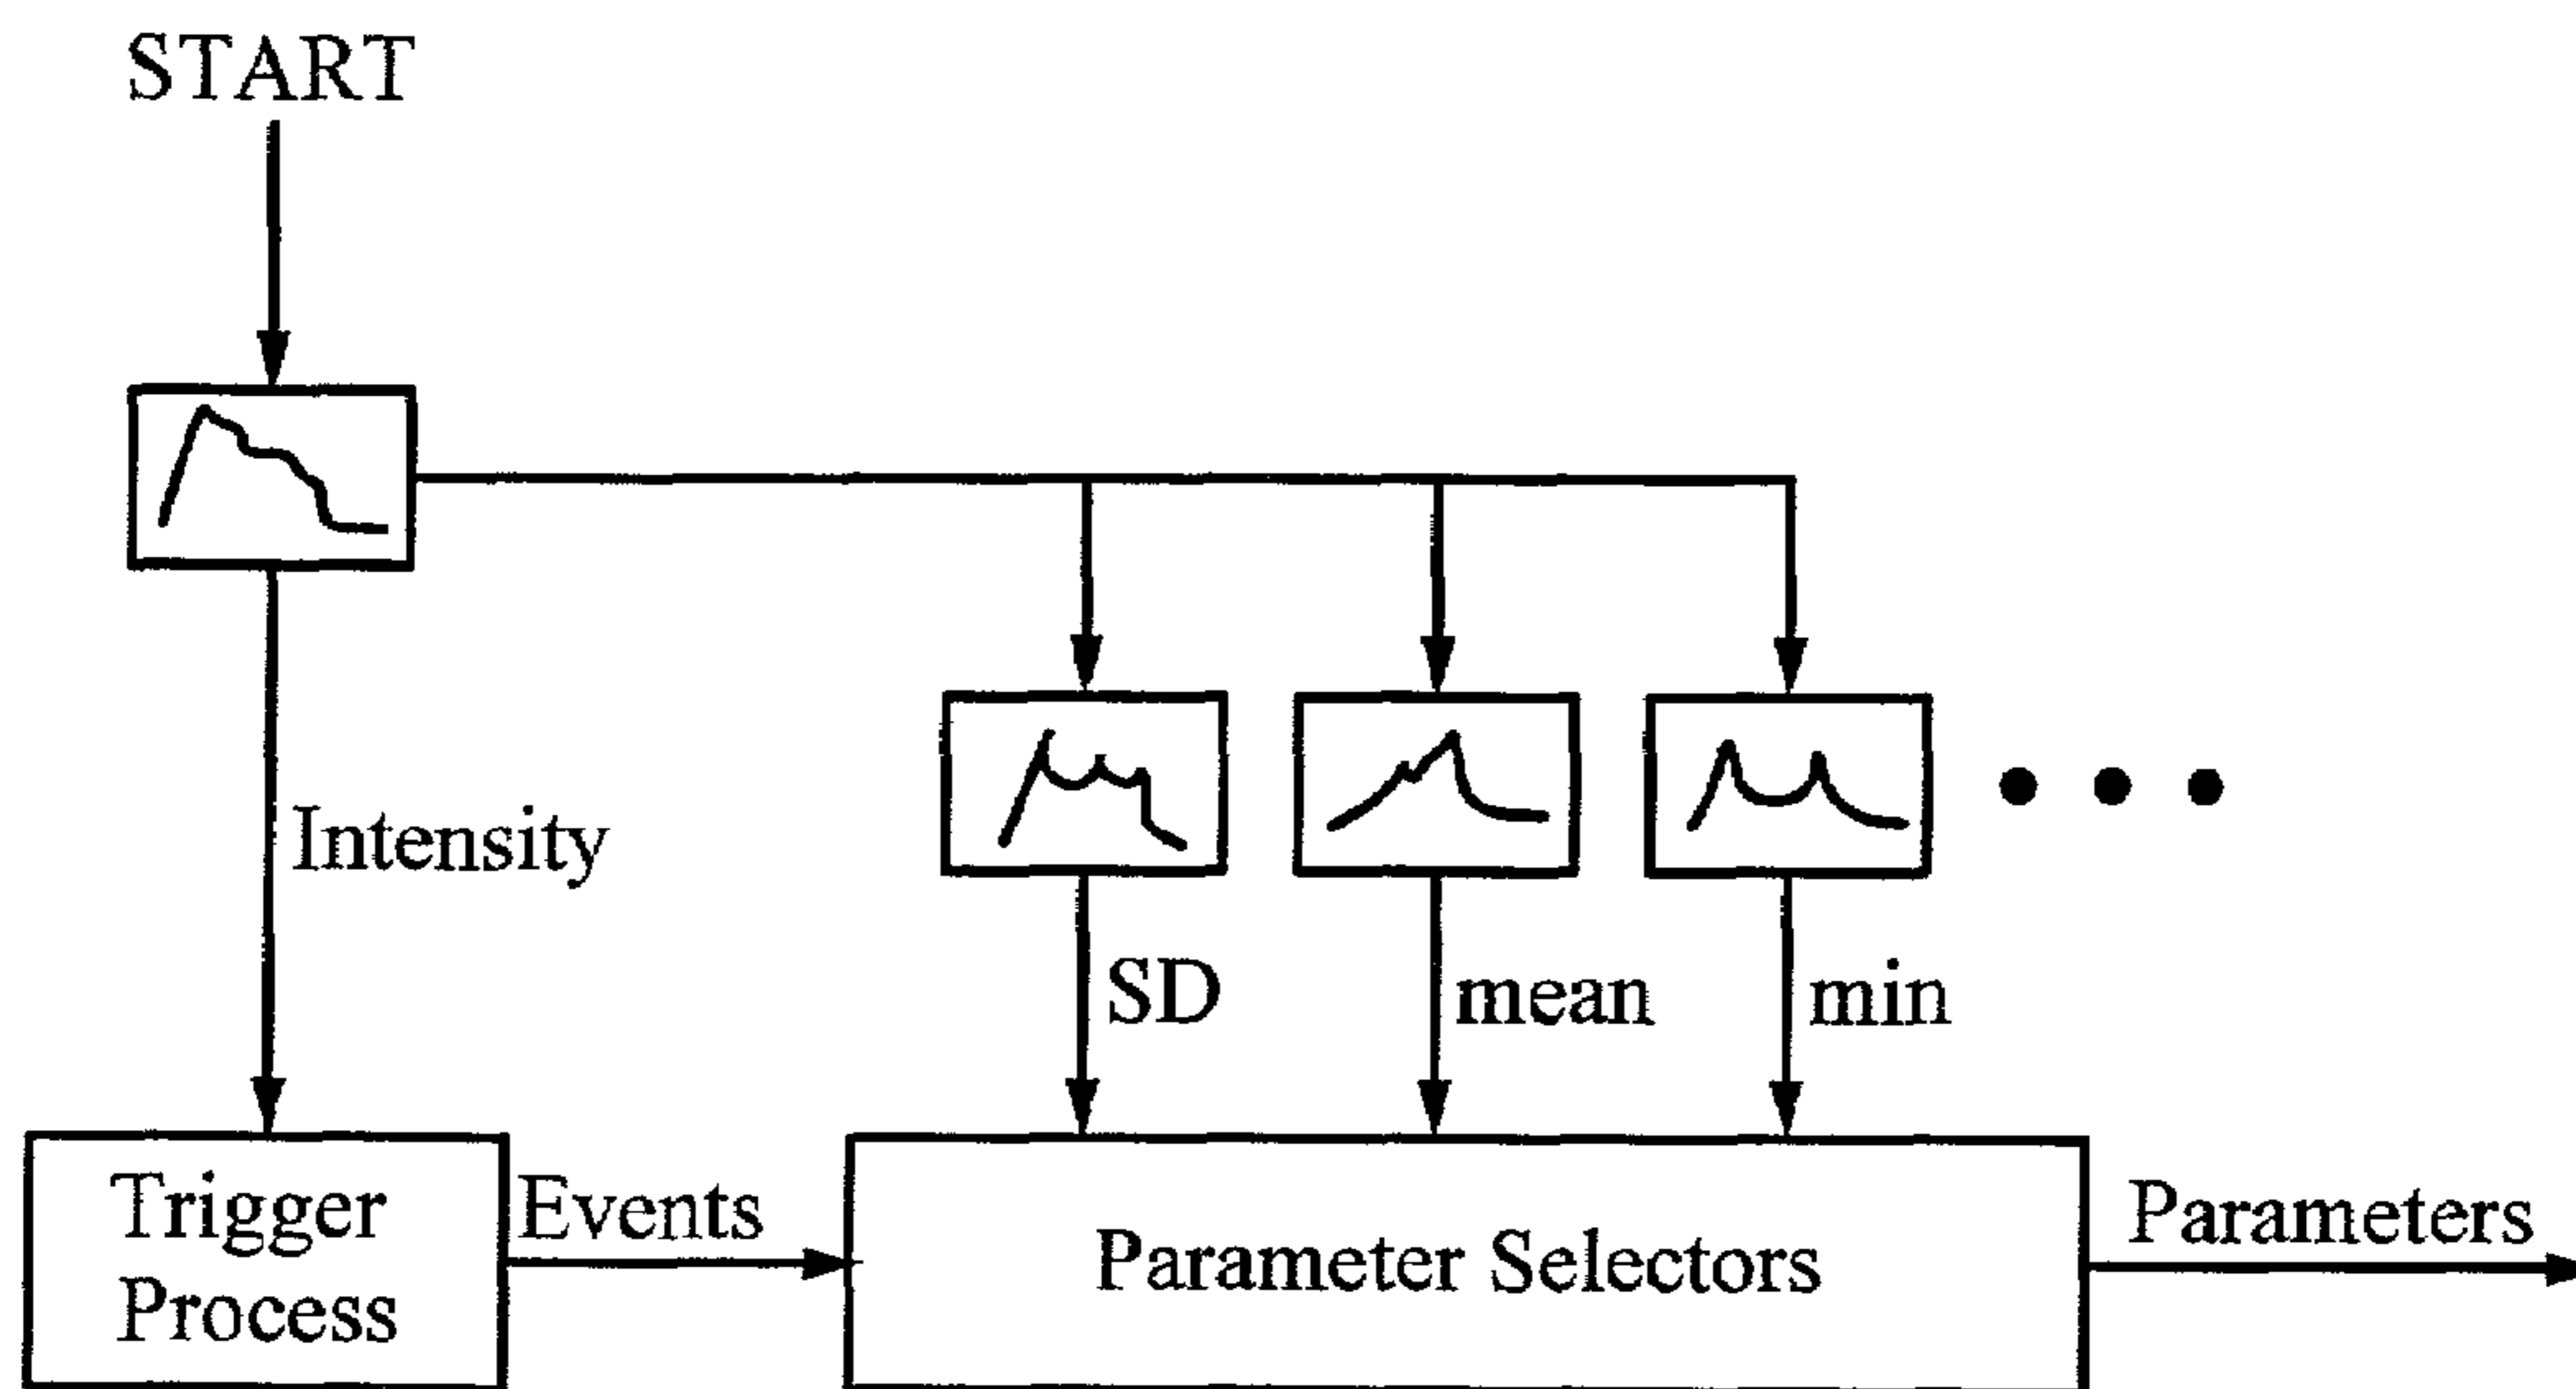 START
Intensity
SD
mean
min
Trigger
Process
Events
Parameter Selectors
Parameters